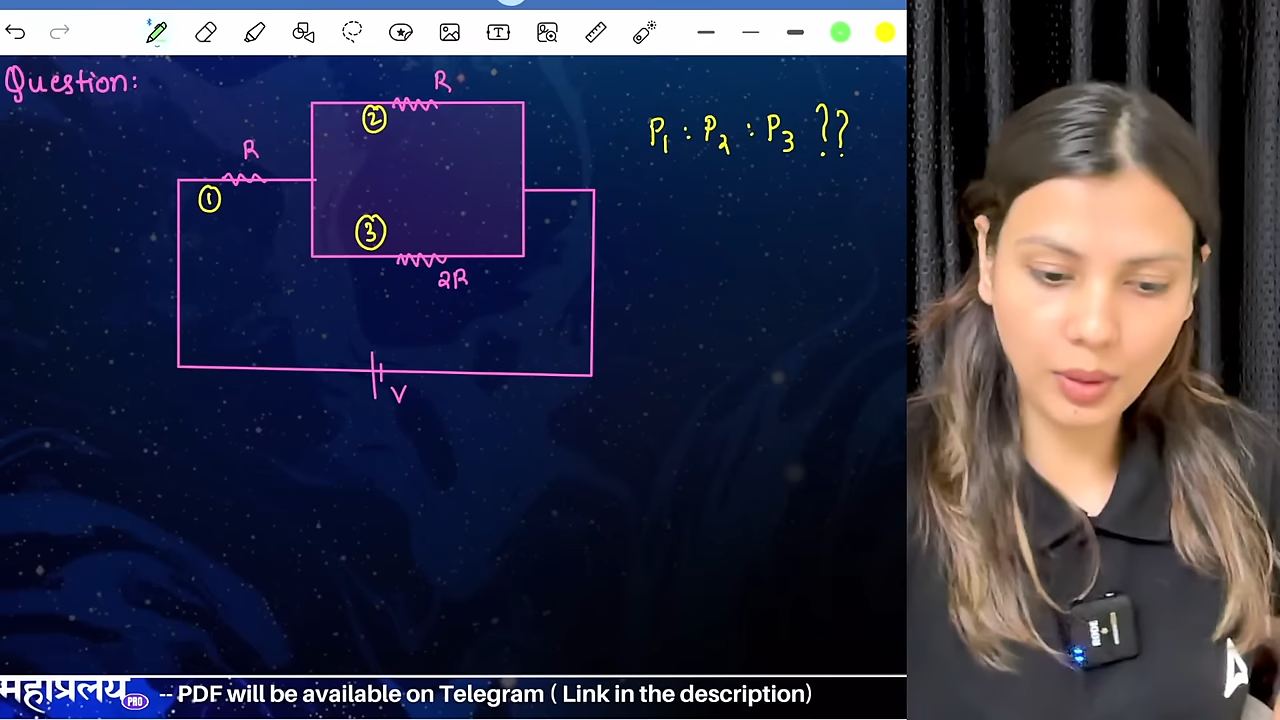 Question:
R
②
P₁ : P₂ : P₃ ??
R
①
③
2R
V
महाप्रलय PRO -- PDF will be available on Telegram ( Link in the description)
RODE